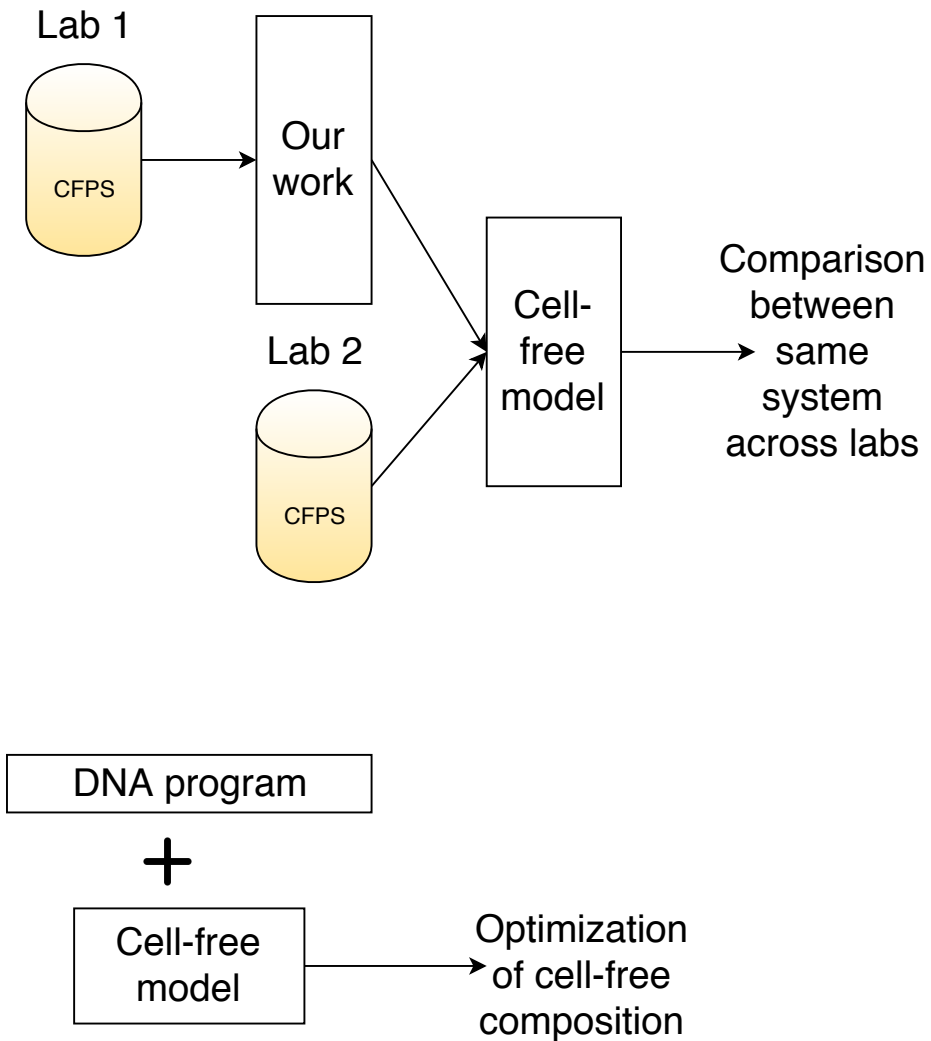 Lab 1
CFPS
Our
work
Lab 2
CFPS
Cell-
free
model
Comparison
between
same
system
across labs
DNA program
+
Cell-free
model
Optimization
of cell-free
composition